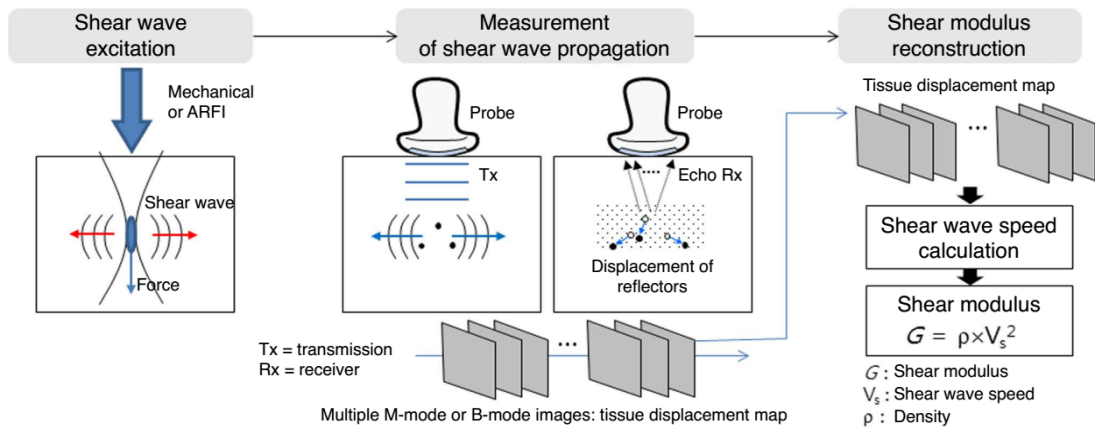 Shear wave
excitation
Measurement
of shear wave propagation
Shear modulus
reconstruction
Mechanical
or ARFI
Shear wave
Force
Probe
Tx
Probe
Echo Rx
....
Displacement of
reflectors
Tx = transmission
Rx = receiver
...
Multiple M-mode or B-mode images: tissue displacement map
Tissue displacement map
...
Shear wave speed
calculation
Shear modulus
G = ρ×Vₛ²
G : Shear modulus
Vₛ : Shear wave speed
ρ : Density